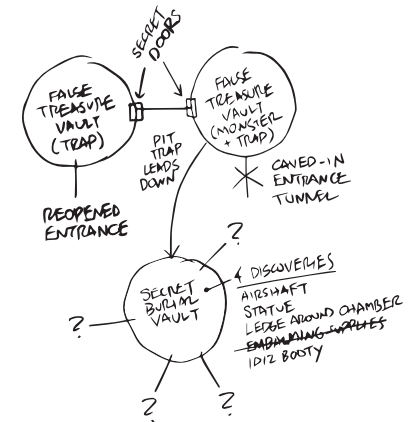 SECRET
DOORS
FALSE
TREASURE
VAULT
(TRAP)
FALSE
TREASURE
VAULT
(MONSTER
+ TRAP)
PIT
TRAP
LEADS
DOWN
CAVED-IN
ENTRANCE
TUNNEL
REOPENED
ENTRANCE
?
4 DISCOVERIES
AIRSHAFT
STATUE
LEDGE AROUND CHAMBER
EMBALMING SUPPLIES
1D12 BOOTY
SECRET
BURIAL
VAULT
?
?
?